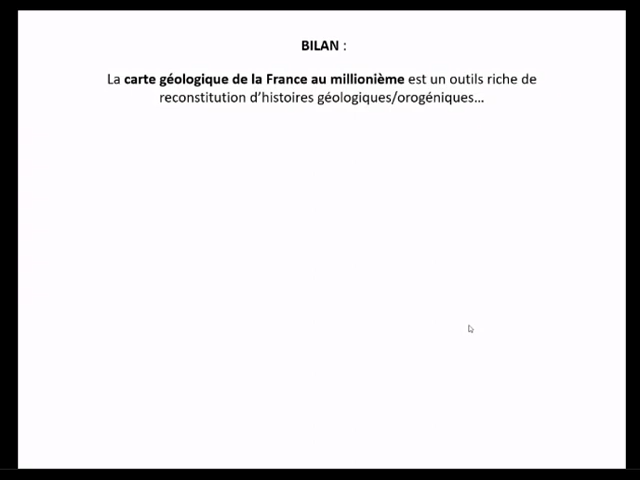 BILAN :
La carte géologique de la France au millionième est un outils riche de
reconstitution d'histoires géologiques/orogéniques…